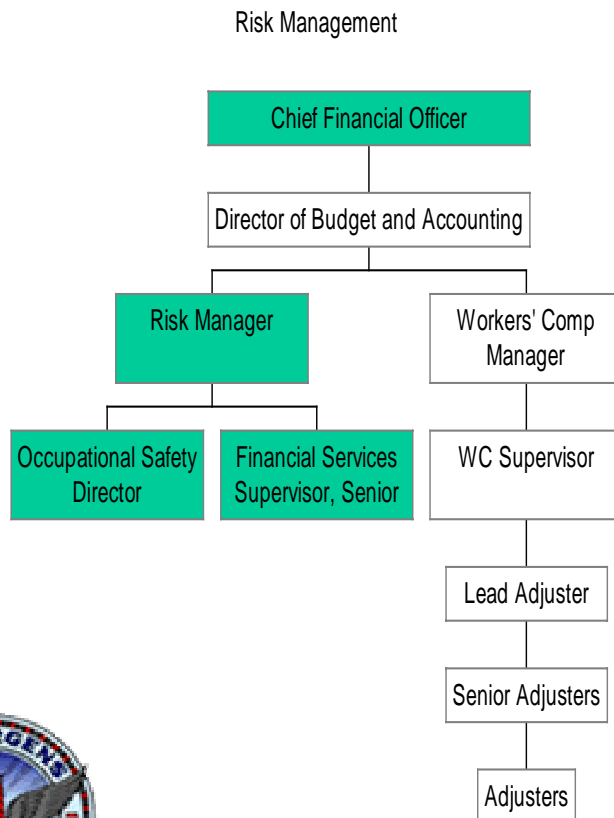 Risk Management
Chief Financial Officer
Director of Budget and Accounting
Risk Manager
Workers' Comp
Manager
Occupational Safety
Director
Financial Services
Supervisor, Senior
WC Supervisor
Lead Adjuster
Senior Adjusters
Adjusters